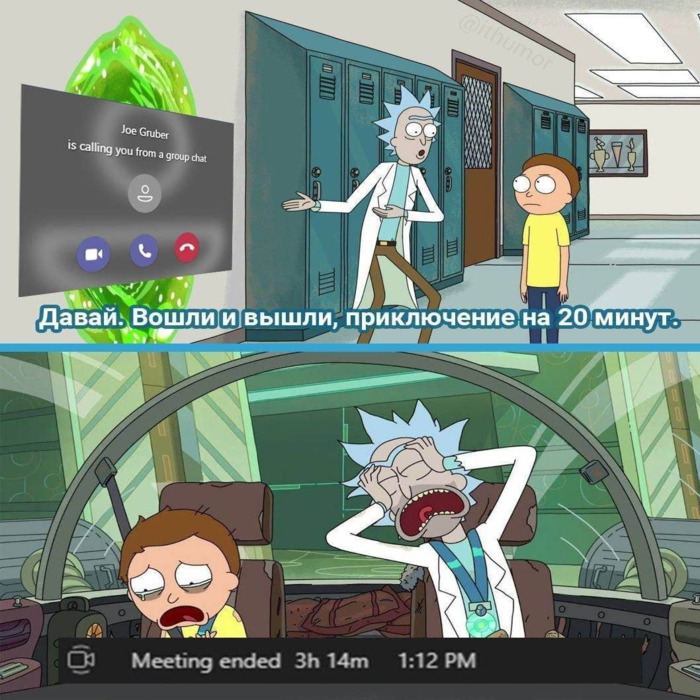 @ithumor
Joe Gruber
is calling you from a group chat
Давай. Вошли и вышли, приключение на 20 минут.
Meeting ended 3h 14m 1:12 PM